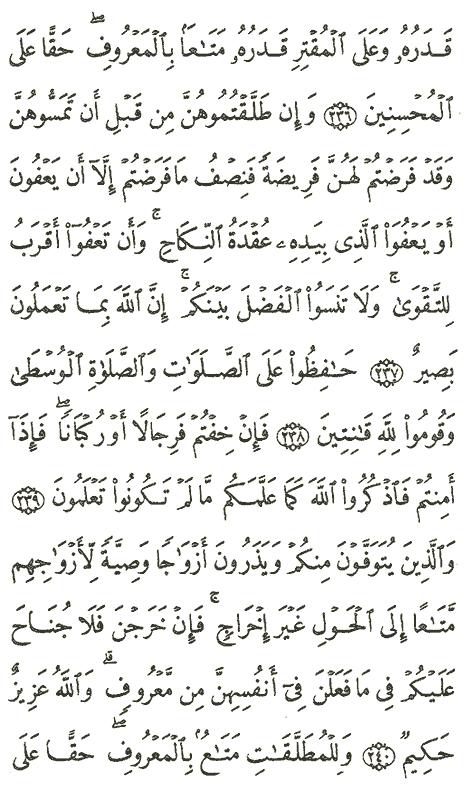 قَدَرُهُۥ وَعَلَى ٱلْمُقْتِرِ قَدَرُهُۥ مَتَـٰعًۢا بِٱلْمَعْرُوفِ ۖ حَقًّا عَلَى
ٱلْمُحْسِنِينَ ٢٣٦ وَإِن طَلَّقْتُمُوهُنَّ مِن قَبْلِ أَن تَمَسُّوهُنَّ
وَقَدْ فَرَضْتُمْ لَهُنَّ فَرِيضَةً فَنِصْفُ مَا فَرَضْتُمْ إِلَّآ أَن يَعْفُونَ
أَوْ يَعْفُوَا۟ ٱلَّذِى بِيَدِهِۦ عُقْدَةُ ٱلنِّكَاحِ ۚ وَأَن تَعْفُوٓا۟ أَقْرَبُ
لِلتَّقْوَىٰ ۚ وَلَا تَنسَوُا۟ ٱلْفَضْلَ بَيْنَكُمْ ۚ إِنَّ ٱللَّهَ بِمَا تَعْمَلُونَ
بَصِيرٌ ٢٣٧ حَـٰفِظُوا۟ عَلَى ٱلصَّلَوَٰتِ وَٱلصَّلَوٰةِ ٱلْوُسْطَىٰ
وَقُومُوا۟ لِلَّهِ قَـٰنِتِينَ ٢٣٨ فَإِنْ خِفْتُمْ فَرِجَالًا أَوْ رُكْبَانًا ۖ فَإِذَآ
أَمِنتُمْ فَٱذْكُرُوا۟ ٱللَّهَ كَمَا عَلَّمَكُم مَّا لَمْ تَكُونُوا۟ تَعْلَمُونَ ٢٣٩
وَٱلَّذِينَ يُتَوَفَّوْنَ مِنكُمْ وَيَذَرُونَ أَزْوَٰجًا وَصِيَّةً لِّأَزْوَٰجِهِم
مَّتَـٰعًا إِلَى ٱلْحَوْلِ غَيْرَ إِخْرَاجٍ ۚ فَإِنْ خَرَجْنَ فَلَا جُنَاحَ
عَلَيْكُمْ فِى مَا فَعَلْنَ فِىٓ أَنفُسِهِنَّ مِن مَّعْرُوفٍ ۗ وَٱللَّهُ عَزِيزٌ
حَكِيمٌ ٢٤٠ وَلِلْمُطَلَّقَـٰتِ مَتَـٰعٌۢ بِٱلْمَعْرُوفِ ۖ حَقًّا عَلَى